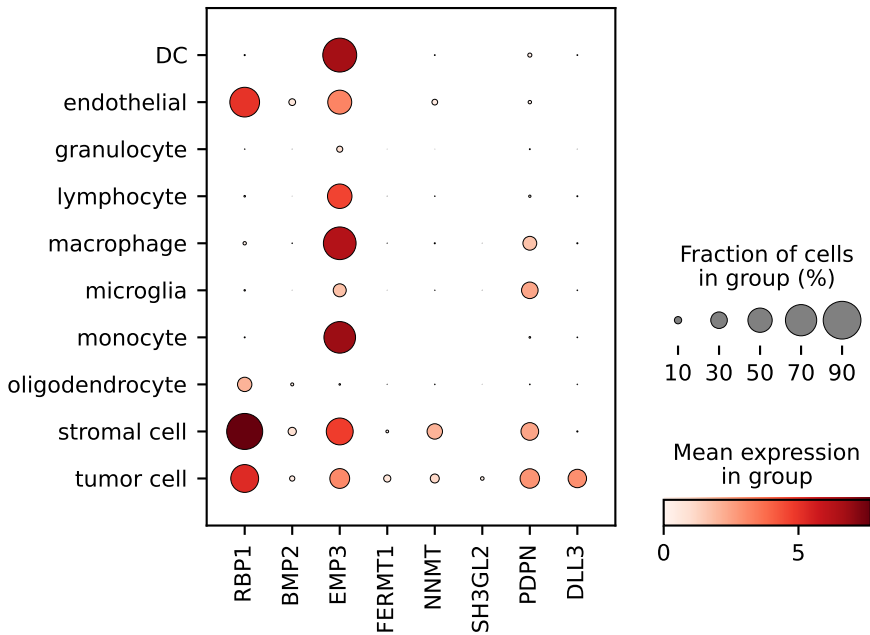 DC
endothelial
granulocyte
lymphocyte
macrophage
microglia
monocyte
oligodendrocyte
stromal cell
tumor cell
RBP1
BMP2
EMP3
FERMT1
NNMT
SH3GL2
PDPN
DLL3
Fraction of cells
in group (%)
10 30 50 70 90
Mean expression
in group
0 5